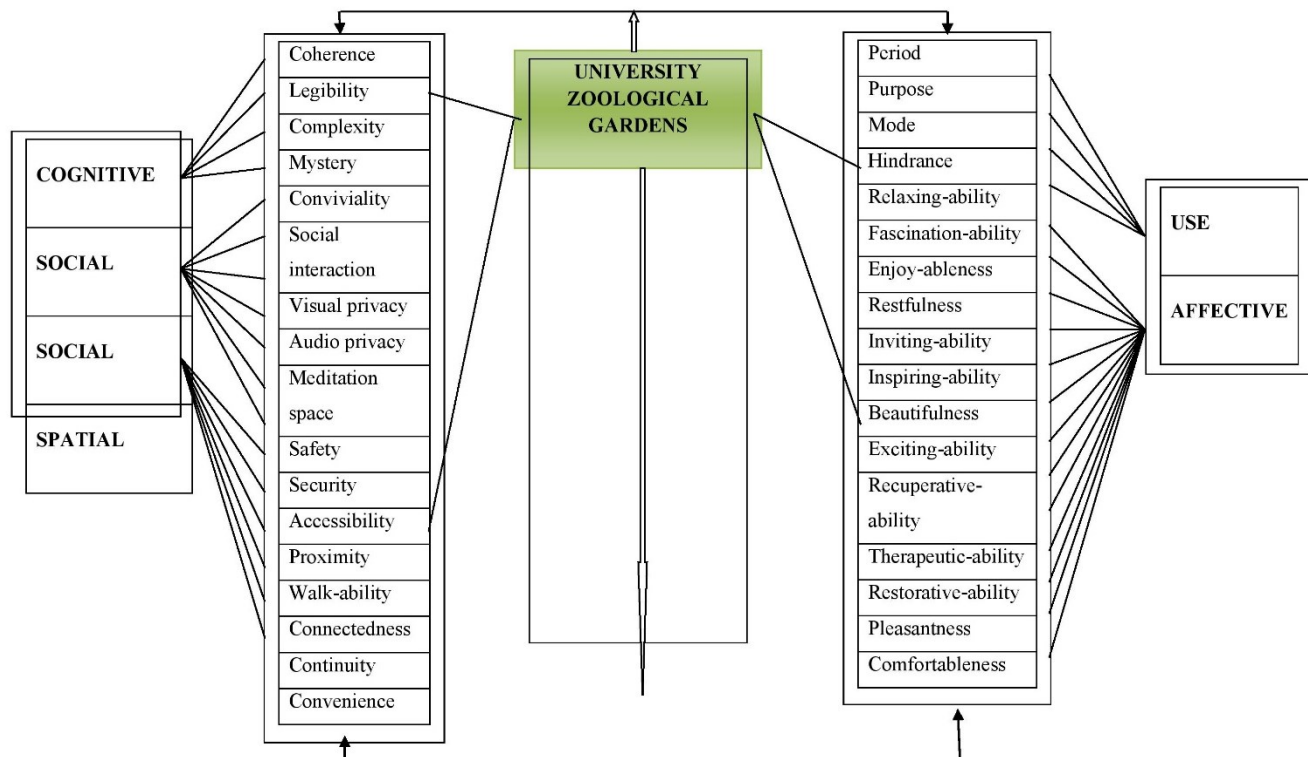 COGNITIVE
SOCIAL
SOCIAL
SPATIAL
Coherence
Legibility
Complexity
Mystery
Conviviality
Social
interaction
Visual privacy
Audio privacy
Meditation
space
Safety
Security
Accessibility
Proximity
Walk-ability
Connectedness
Continuity
Convenience
UNIVERSITY
ZOOLOGICAL
GARDENS
Period
Purpose
Mode
Hindrance
Relaxing-ability
Fascination-ability
Enjoy-ableness
Restfulness
Inviting-ability
Inspiring-ability
Beautifulness
Exciting-ability
Recuperative-
ability
Therapeutic-ability
Restorative-ability
Pleasantness
Comfortableness
USE
AFFECTIVE